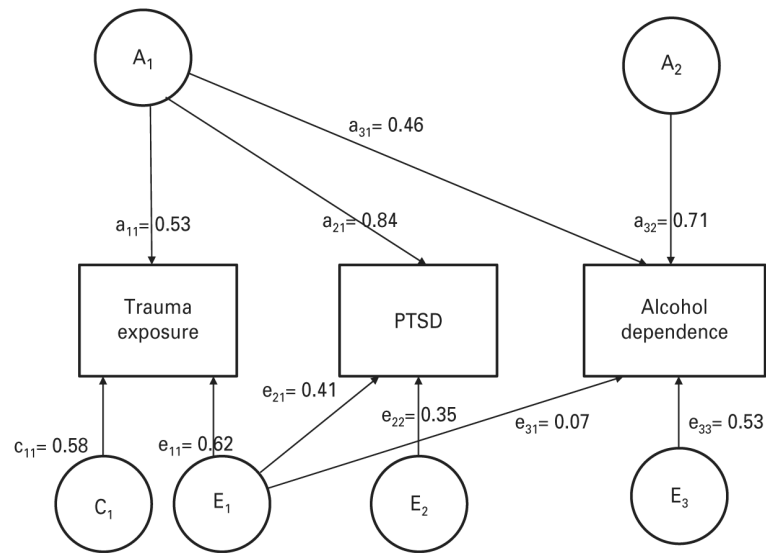 A₁
A₂
a₃₁= 0.46
a₁₁= 0.53
a₂₁= 0.84
a₃₂= 0.71
Trauma
exposure
PTSD
Alcohol
dependence
e₂₁= 0.41
e₂₂= 0.35
e₃₁= 0.07
e₃₃= 0.53
c₁₁= 0.58
e₁₁= 0.62
C₁
E₁
E₂
E₃